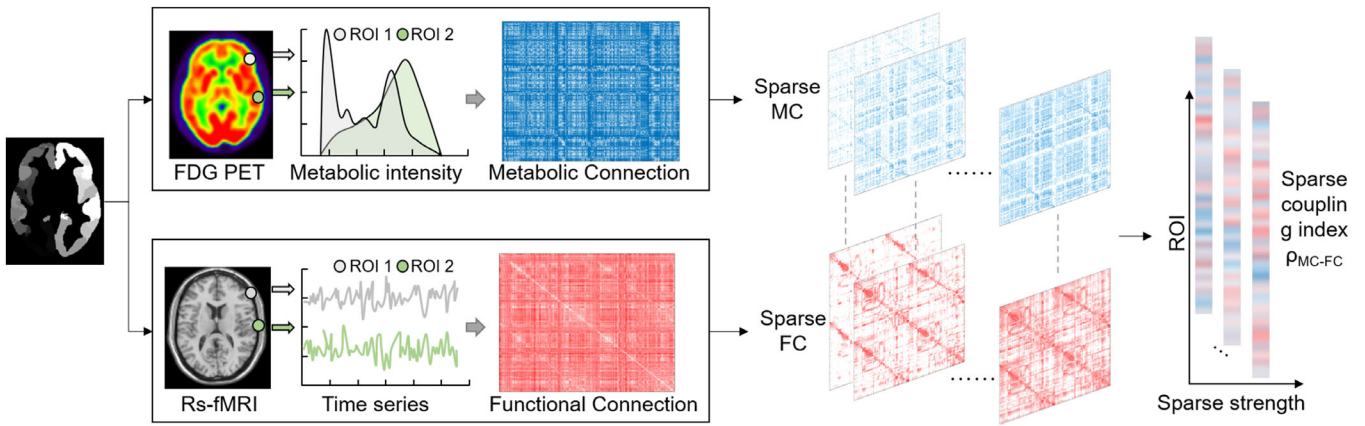 ROI 1 ROI 2
FDG PET
Metabolic intensity
Metabolic Connection
ROI 1 ROI 2
Rs-fMRI
Time series
Functional Connection
Sparse
MC
......
Sparse
FC
......
ROI
...
Sparse strength
Sparse
couplin
g index
ρMC-FC